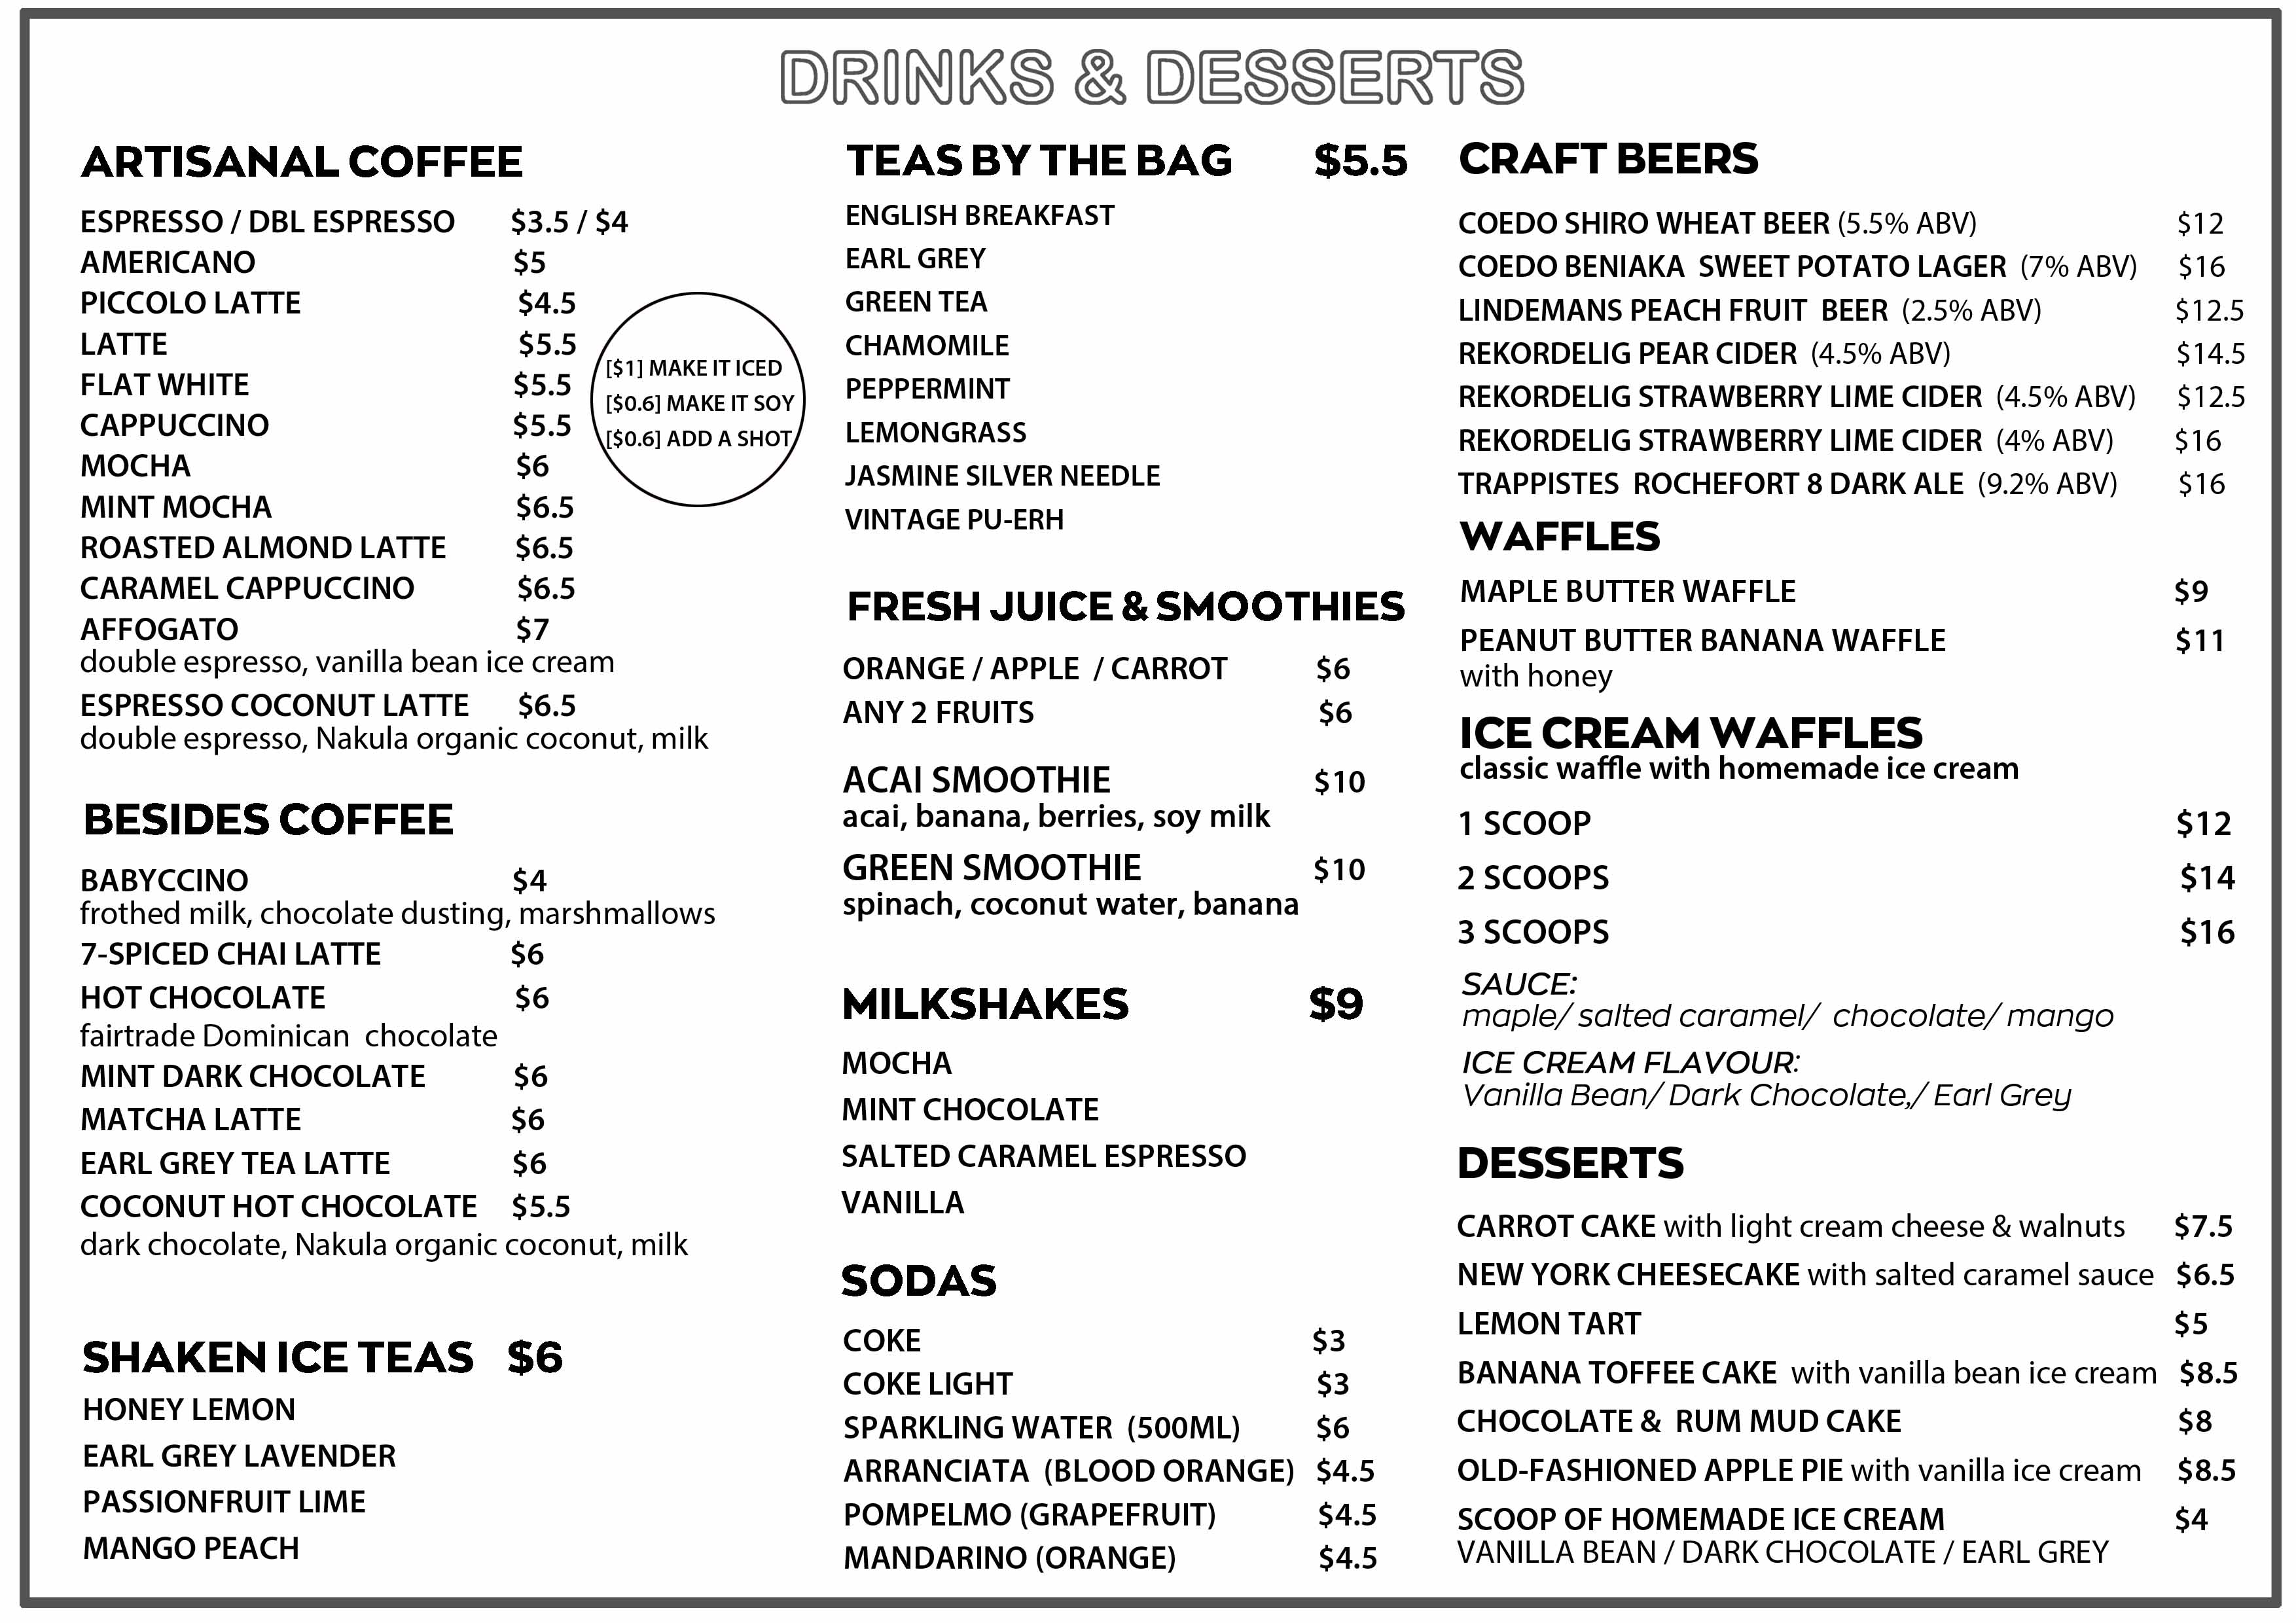 DRINKS & DESSERTS
ARTISANAL COFFEE
ESPRESSO / DBL ESPRESSO $3.5 / $4
AMERICANO $5
PICCOLO LATTE $4.5
LATTE $5.5
FLAT WHITE $5.5
CAPPUCCINO $5.5
MOCHA $6
MINT MOCHA $6.5
ROASTED ALMOND LATTE $6.5
CARAMEL CAPPUCCINO $6.5
AFFOGATO $7
double espresso, vanilla bean ice cream
ESPRESSO COCONUT LATTE $6.5
double espresso, Nakula organic coconut, milk
[$1] MAKE IT ICED
[$0.6] MAKE IT SOY
[$0.6] ADD A SHOT
BESIDES COFFEE
BABYCCINO $4
frothed milk, chocolate dusting, marshmallows
7-SPICED CHAI LATTE $6
HOT CHOCOLATE $6
fairtrade Dominican chocolate
MINT DARK CHOCOLATE $6
MATCHA LATTE $6
EARL GREY TEA LATTE $6
COCONUT HOT CHOCOLATE $5.5
dark chocolate, Nakula organic coconut, milk
SHAKEN ICE TEAS $6
HONEY LEMON
EARL GREY LAVENDER
PASSIONFRUIT LIME
MANGO PEACH
TEAS BY THE BAG $5.5
ENGLISH BREAKFAST
EARL GREY
GREEN TEA
CHAMOMILE
PEPPERMINT
LEMONGRASS
JASMINE SILVER NEEDLE
VINTAGE PU-ERH
FRESH JUICE & SMOOTHIES
ORANGE / APPLE / CARROT $6
ANY 2 FRUITS $6
ACAI SMOOTHIE $10
acai, banana, berries, soy milk
GREEN SMOOTHIE $10
spinach, coconut water, banana
MILKSHAKES $9
MOCHA
MINT CHOCOLATE
SALTED CARAMEL ESPRESSO
VANILLA
SODAS
COKE $3
COKE LIGHT $3
SPARKLING WATER (500ML) $6
ARRANCIATA (BLOOD ORANGE) $4.5
POMPELMO (GRAPEFRUIT) $4.5
MANDARINO (ORANGE) $4.5
CRAFT BEERS
COEDO SHIRO WHEAT BEER (5.5% ABV) $12
COEDO BENIAKA SWEET POTATO LAGER (7% ABV) $16
LINDEMANS PEACH FRUIT BEER (2.5% ABV) $12.5
REKORDELIG PEAR CIDER (4.5% ABV) $14.5
REKORDELIG STRAWBERRY LIME CIDER (4.5% ABV) $12.5
REKORDELIG STRAWBERRY LIME CIDER (4% ABV) $16
TRAPPISTES ROCHEFORT 8 DARK ALE (9.2% ABV) $16
WAFFLES
MAPLE BUTTER WAFFLE $9
PEANUT BUTTER BANANA WAFFLE $11
with honey
ICE CREAM WAFFLES
classic waffle with homemade ice cream
1 SCOOP $12
2 SCOOPS $14
3 SCOOPS $16
SAUCE:
maple/ salted caramel/ chocolate/ mango
ICE CREAM FLAVOUR:
Vanilla Bean/ Dark Chocolate,/ Earl Grey
DESSERTS
CARROT CAKE with light cream cheese & walnuts $7.5
NEW YORK CHEESECAKE with salted caramel sauce $6.5
LEMON TART $5
BANANA TOFFEE CAKE with vanilla bean ice cream $8.5
CHOCOLATE & RUM MUD CAKE $8
OLD-FASHIONED APPLE PIE with vanilla ice cream $8.5
SCOOP OF HOMEMADE ICE CREAM $4
VANILLA BEAN / DARK CHOCOLATE / EARL GREY